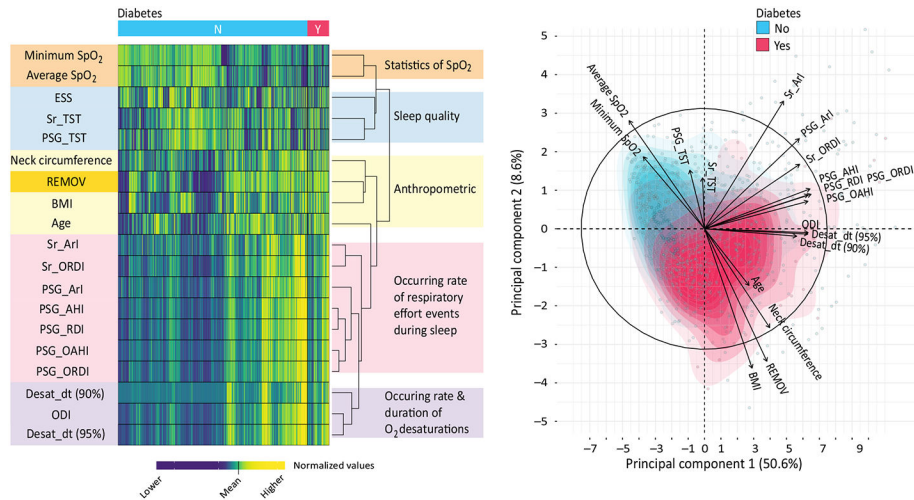 Diabetes
N Y
Minimum SpO2
Average SpO2
ESS
Sr_TST
PSG_TST
Neck circumference
REMOV
BMI
Age
Sr_ArI
Sr_ORDI
PSG_ArI
PSG_AHI
PSG_RDI
PSG_OAHI
PSG_ORDI
Desat_dt (90%)
ODI
Desat_dt (95%)
Statistics of SpO2
Sleep quality
Anthropometric
Occurring rate
of respiratory
effort events
during sleep
Occuring rate &
duration of
O2 desaturations
Normalized values
Lower Mean Higher
Diabetes
No
Yes
Principal component 2 (8.6%)
5
4
3
2
1
0
−1
−2
−3
−4
−5
Average SpO2
Minimum SpO2
PSG_TST
Sr_TST
Sr_ArI
PSG_ArI
Sr_ORDI
PSG_AHI
PSG_RDI PSG_ORDI
PSG_OAHI
ODI
Desat_dt (95%)
Desat_dt (90%)
Age
Neck circumference
REMOV
BMI
−7 −5 −3 −1 0 1 3 5 7 9
Principal component 1 (50.6%)